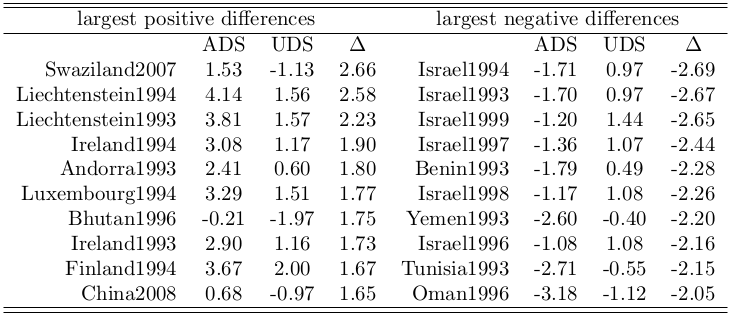 largest positive differences largest negative differences
ADS UDS Δ ADS UDS Δ
Swaziland2007 1.53 -1.13 2.66 Israel1994 -1.71 0.97 -2.69
Liechtenstein1994 4.14 1.56 2.58 Israel1993 -1.70 0.97 -2.67
Liechtenstein1993 3.81 1.57 2.23 Israel1999 -1.20 1.44 -2.65
Ireland1994 3.08 1.17 1.90 Israel1997 -1.36 1.07 -2.44
Andorra1993 2.41 0.60 1.80 Benin1993 -1.79 0.49 -2.28
Luxembourg1994 3.29 1.51 1.77 Israel1998 -1.17 1.08 -2.26
Bhutan1996 -0.21 -1.97 1.75 Yemen1993 -2.60 -0.40 -2.20
Ireland1993 2.90 1.16 1.73 Israel1996 -1.08 1.08 -2.16
Finland1994 3.67 2.00 1.67 Tunisia1993 -2.71 -0.55 -2.15
China2008 0.68 -0.97 1.65 Oman1996 -3.18 -1.12 -2.05